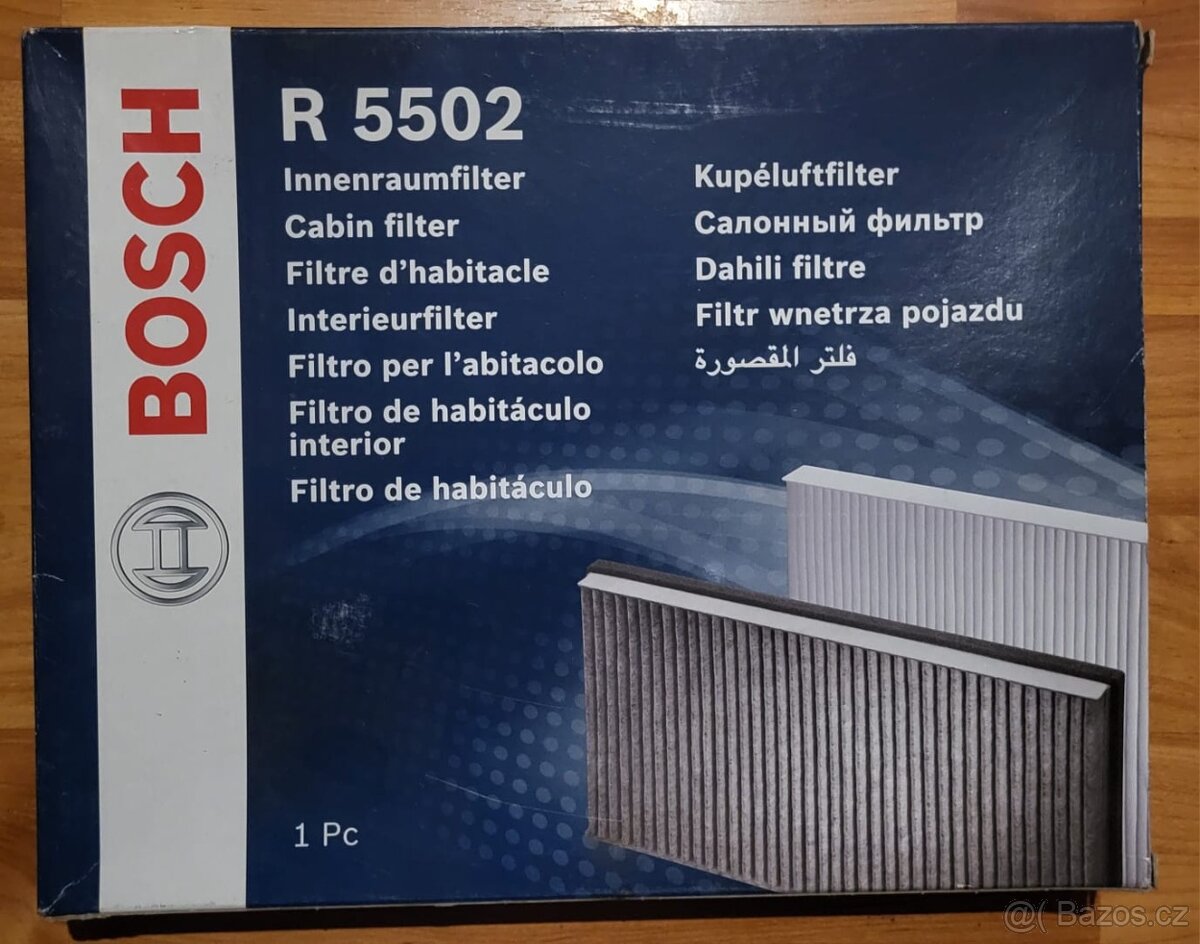 BOSCH
R 5502
Innenraumfilter
Cabin filter
Filtre d'habitacle
Interieurfilter
Filtro per l'abitacolo
Filtro de habitáculo
interior
Filtro de habitáculo
Kupéluftfilter
Салонный фильтр
Dahili filtre
Filtr wnetrza pojazdu
فلتر المقصورة
1 Pc
@( Bazos.cz